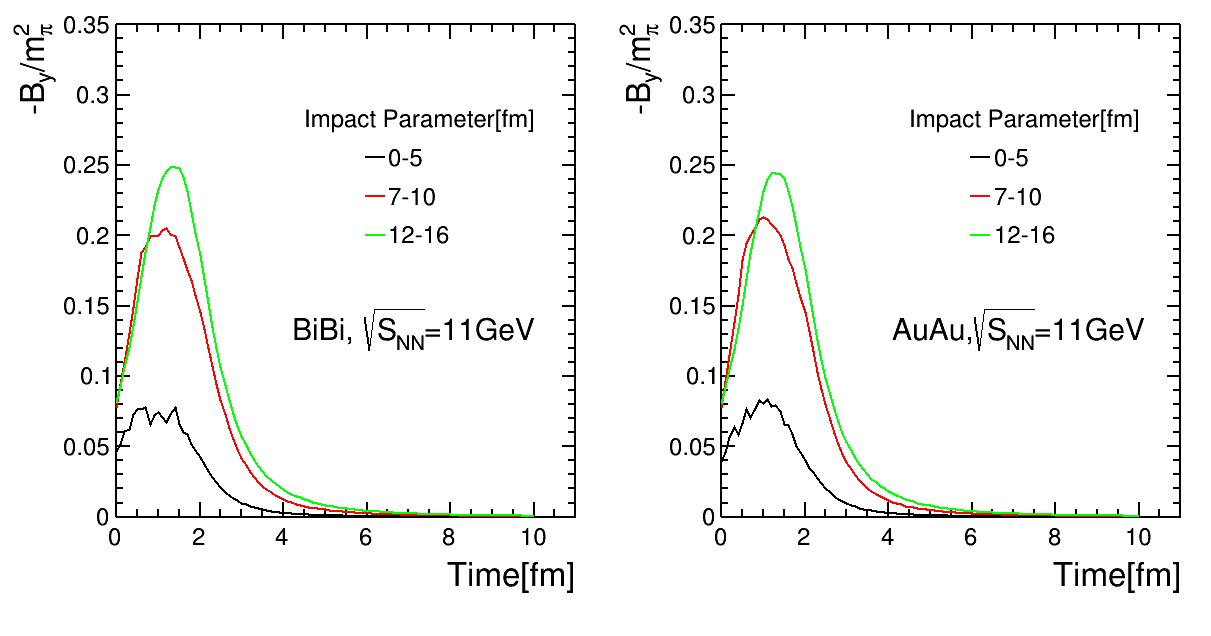 -B_y/m_π^2
0.35
0.3
0.25
0.2
0.15
0.1
0.05
0
Impact Parameter[fm]
0-5
7-10
12-16
BiBi, √S_NN=11GeV
0 2 4 6 8 10
Time[fm]
-B_y/m_π^2
0.35
0.3
0.25
0.2
0.15
0.1
0.05
0
Impact Parameter[fm]
0-5
7-10
12-16
AuAu,√S_NN=11GeV
0 2 4 6 8 10
Time[fm]